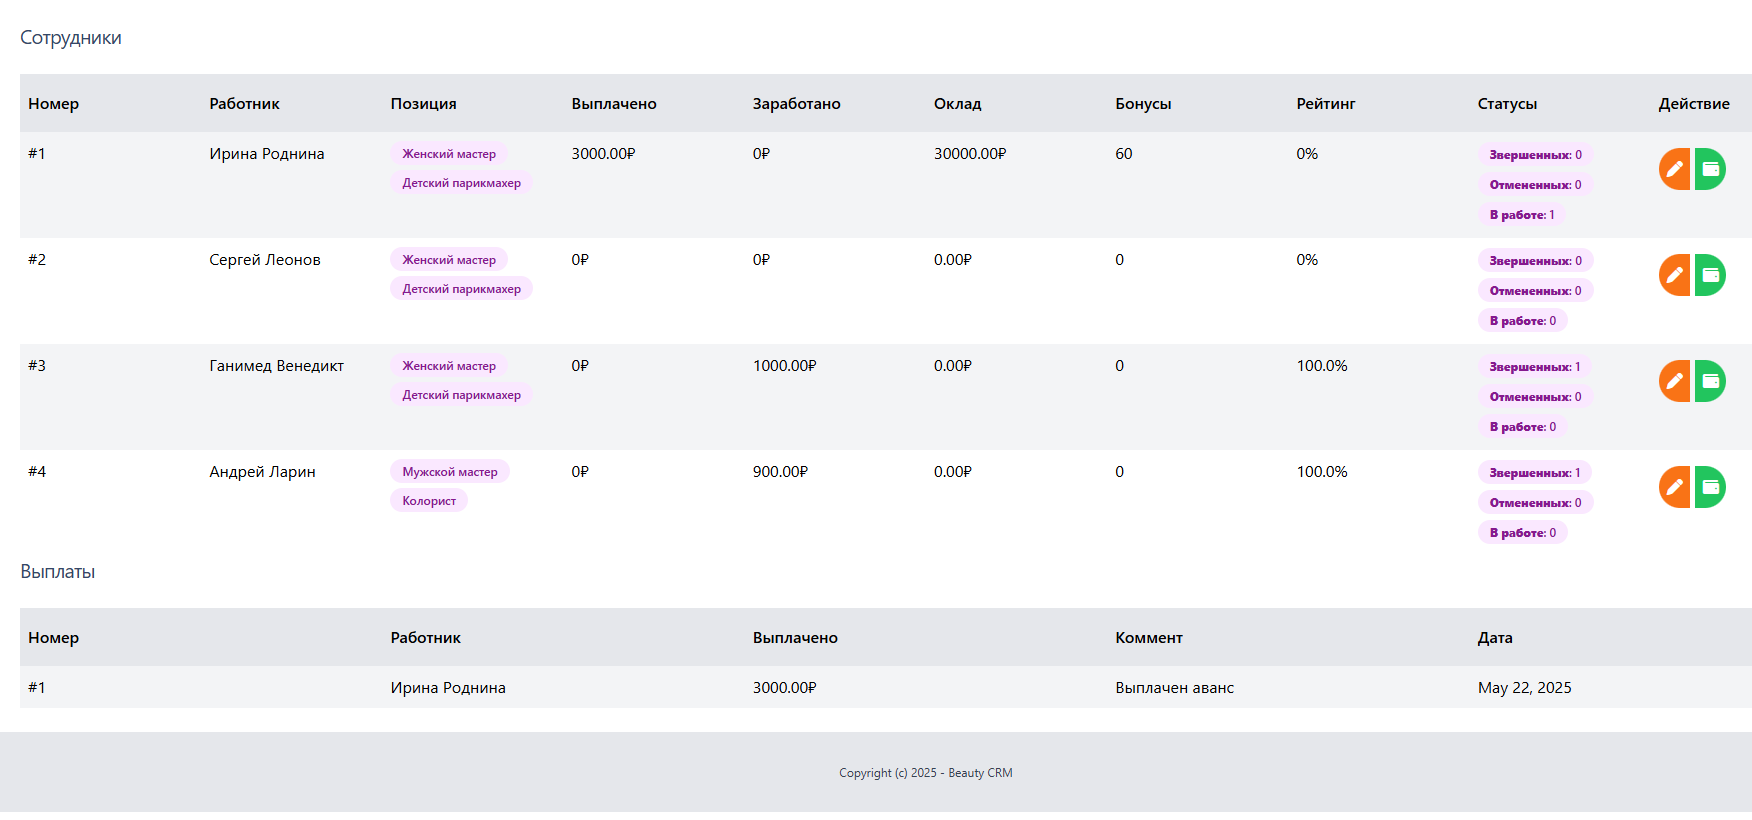 Сотрудники
Номер Работник Позиция Выплачено Заработано Оклад Бонусы Рейтинг Статусы Действие
#1 Ирина Роднина Женский мастер 3000.00₽ 0₽ 30000.00₽ 60 0% Звершенных: 0
Детский парикмахер Отмененных: 0
В работе: 1
#2 Сергей Леонов Женский мастер 0₽ 0₽ 0.00₽ 0 0% Звершенных: 0
Детский парикмахер Отмененных: 0
В работе: 0
#3 Ганимед Венедикт Женский мастер 0₽ 1000.00₽ 0.00₽ 0 100.0% Звершенных: 1
Детский парикмахер Отмененных: 0
В работе: 0
#4 Андрей Ларин Мужской мастер 0₽ 900.00₽ 0.00₽ 0 100.0% Звершенных: 1
Колорист Отмененных: 0
В работе: 0
Выплаты
Номер Работник Выплачено Коммент Дата
#1 Ирина Роднина 3000.00₽ Выплачен аванс May 22, 2025
Copyright (c) 2025 - Beauty CRM